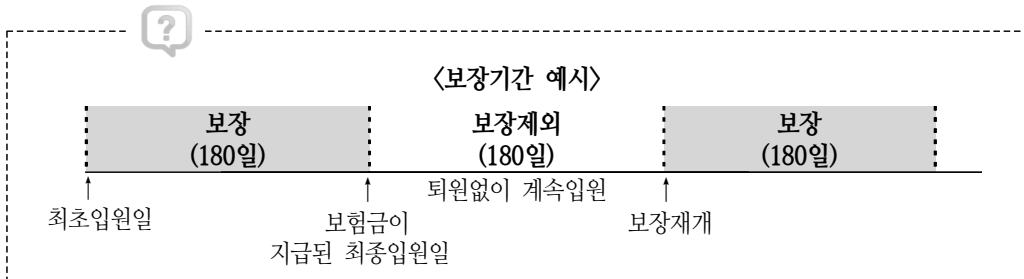 ?
〈보장기간 예시〉
보장 보장제외 보장
(180일) (180일) (180일)
퇴원없이 계속입원
↑ ↑ ↑
최초입원일 보험금이 보장재개
지급된 최종입원일